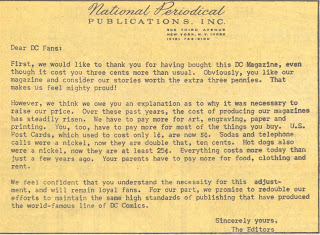 National Periodical
PUBLICATIONS, INC.
909 THIRD AVENUE
NEW YORK, N.Y. 10022
Dear DC Fans:
First, we would like to thank you for having bought this DC Magazine, even
though it cost you three cents more than usual. Obviously, you like our
magazine and consider our stories worth the extra three pennies. That
makes us feel mighty proud!
However, we think we owe you an explanation as to why it was necessary to
raise our price. Over these past years, the cost of producing our magazines
has steadily risen. We have to pay more for art, engraving, paper and
printing. You, too, have to pay more for most of the things you buy. U.S.
Post Cards, which used to cost only 1¢, are now 5¢. Sodas and telephone
calls were a nickel, now they are double that, ten cents. Hot dogs also
were a nickel, now they are at least 25¢. Everything costs more today than
just a few years ago. Your parents have to pay more for food, clothing and
rent.
We feel confident that you understand the necessity for this adjust-
ment, and will remain loyal fans. For our part, we promise to redouble our
efforts to maintain the same high standards of publishing that have produced
the world-famous line of DC Comics.
Sincerely yours,
The Editors